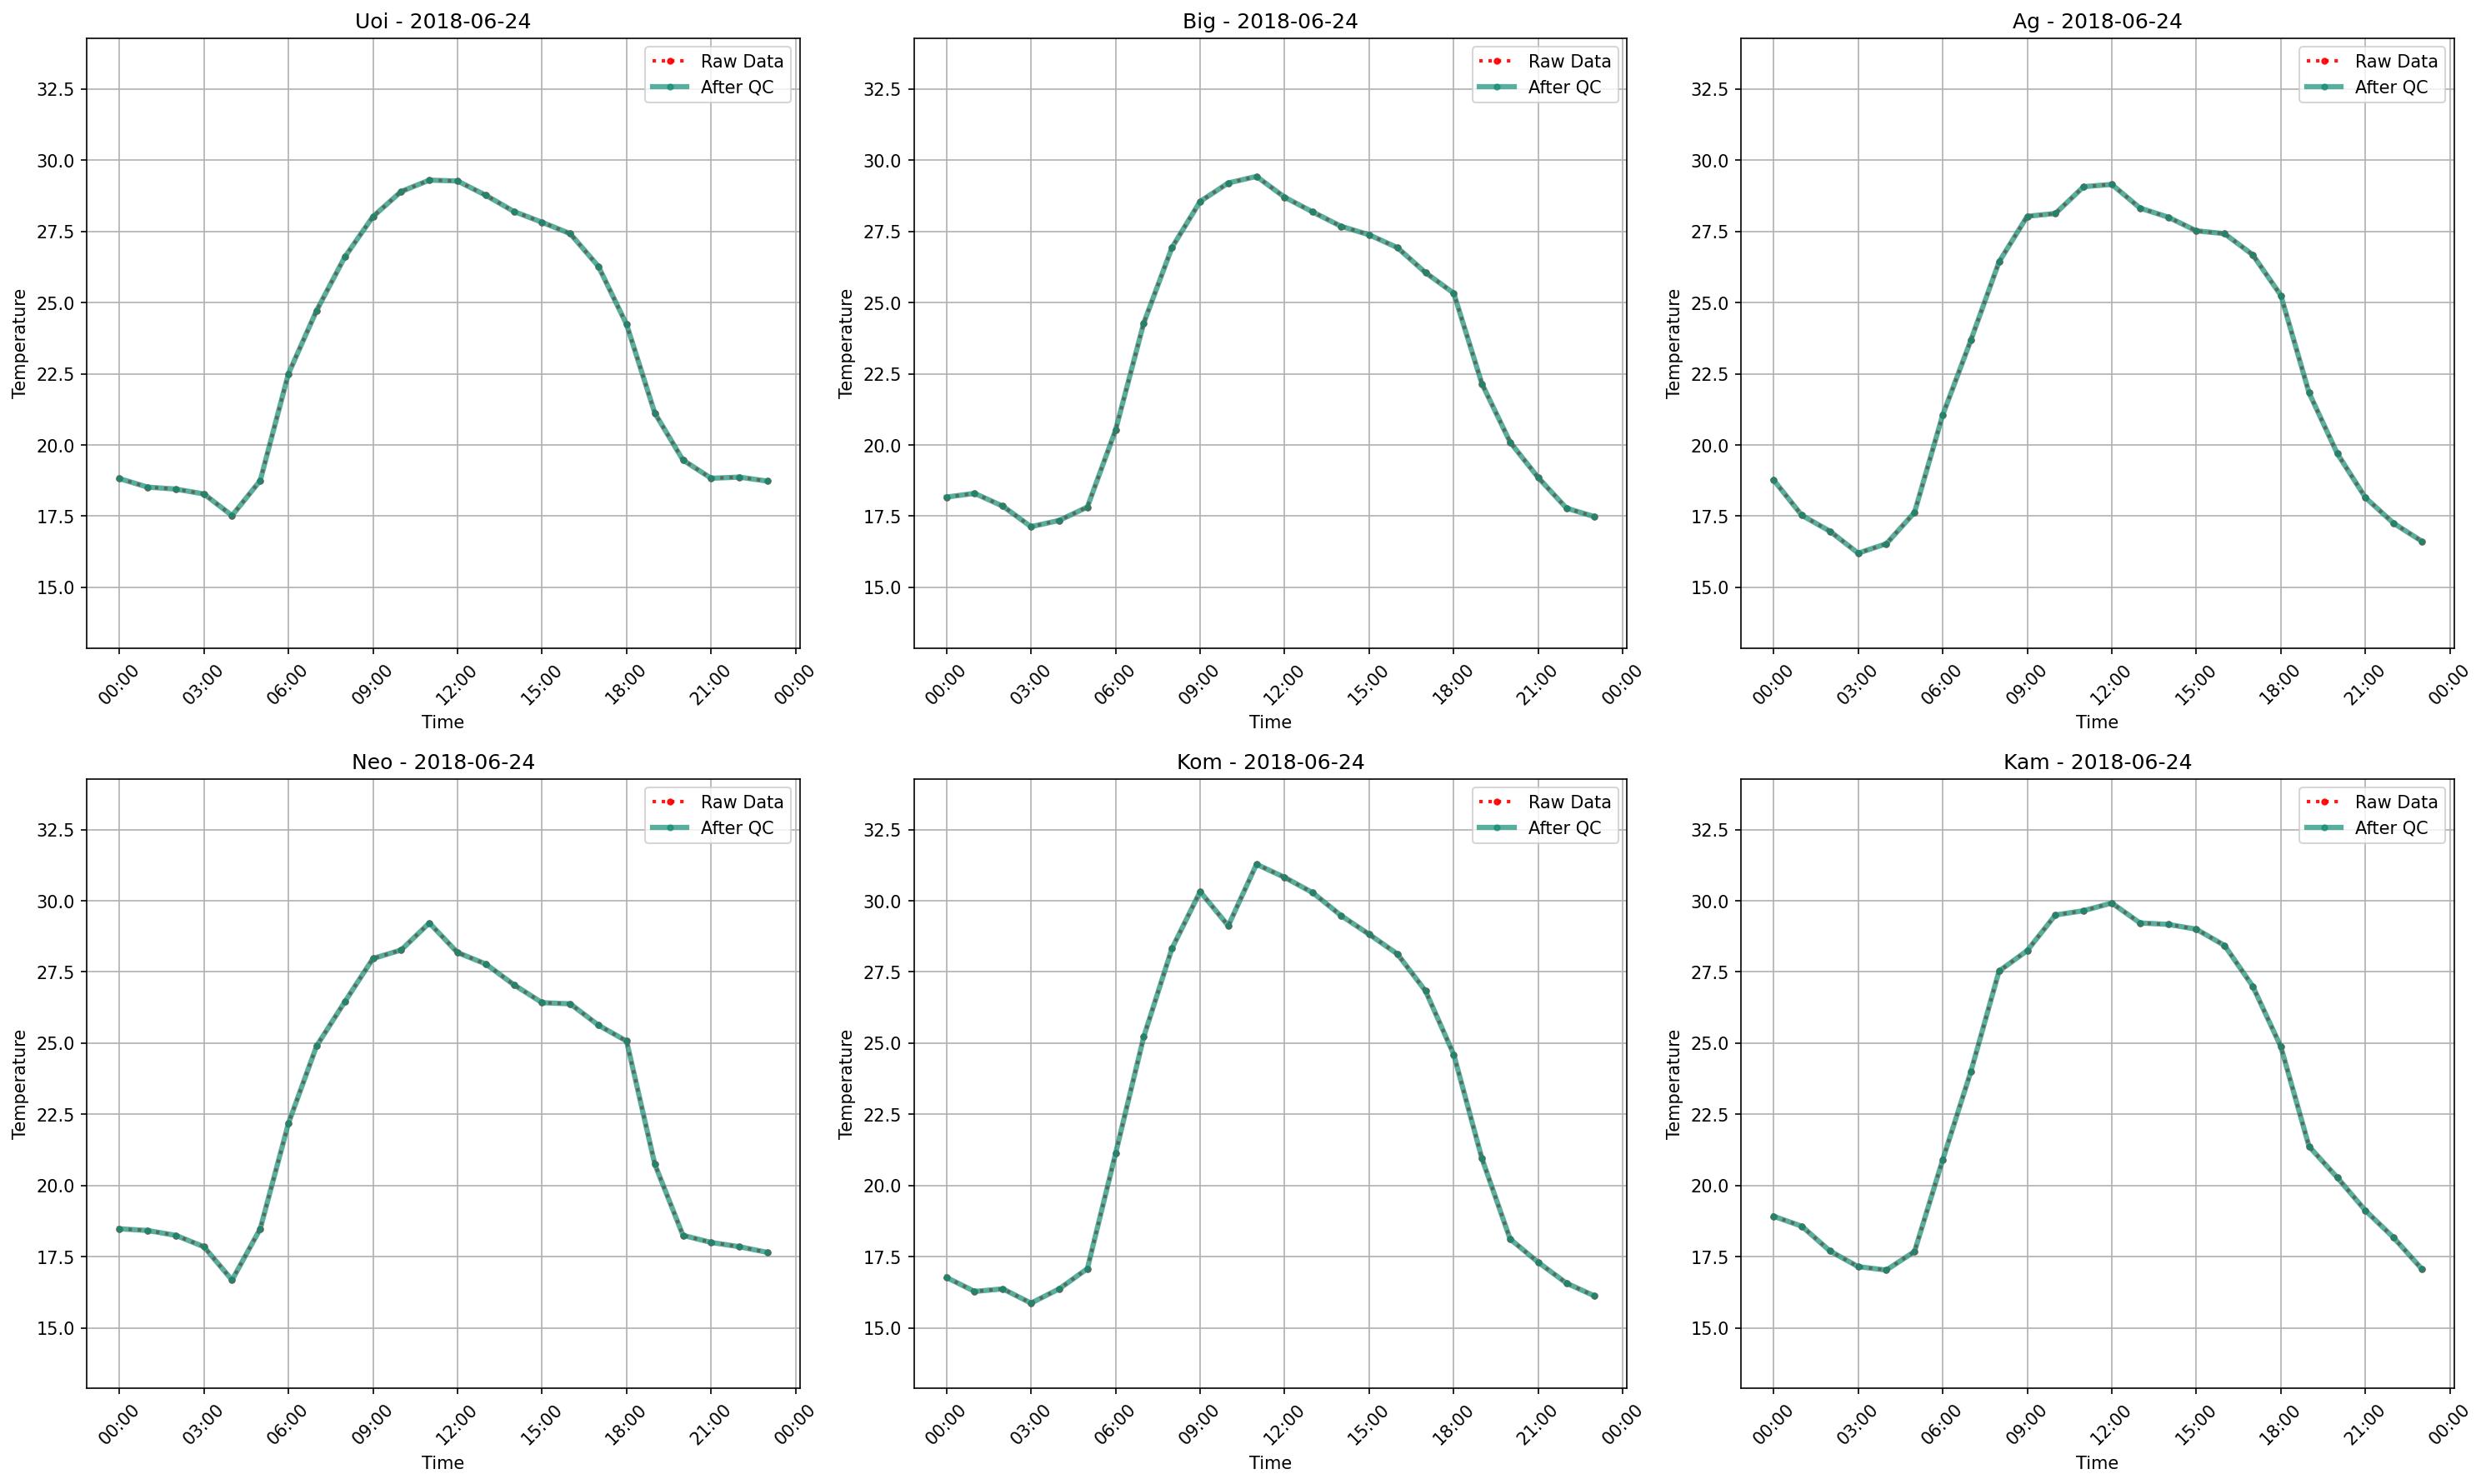 Uoi - 2018-06-24
Raw Data
After QC
Temperature
32.5
30.0
27.5
25.0
22.5
20.0
17.5
15.0
00:00 03:00 06:00 09:00 12:00 15:00 18:00 21:00 00:00
Time
Big - 2018-06-24
Raw Data
After QC
Temperature
32.5
30.0
27.5
25.0
22.5
20.0
17.5
15.0
00:00 03:00 06:00 09:00 12:00 15:00 18:00 21:00 00:00
Time
Ag - 2018-06-24
Raw Data
After QC
Temperature
32.5
30.0
27.5
25.0
22.5
20.0
17.5
15.0
00:00 03:00 06:00 09:00 12:00 15:00 18:00 21:00 00:00
Time
Neo - 2018-06-24
Raw Data
After QC
Temperature
32.5
30.0
27.5
25.0
22.5
20.0
17.5
15.0
00:00 03:00 06:00 09:00 12:00 15:00 18:00 21:00 00:00
Time
Kom - 2018-06-24
Raw Data
After QC
Temperature
32.5
30.0
27.5
25.0
22.5
20.0
17.5
15.0
00:00 03:00 06:00 09:00 12:00 15:00 18:00 21:00 00:00
Time
Kam - 2018-06-24
Raw Data
After QC
Temperature
32.5
30.0
27.5
25.0
22.5
20.0
17.5
15.0
00:00 03:00 06:00 09:00 12:00 15:00 18:00 21:00 00:00
Time